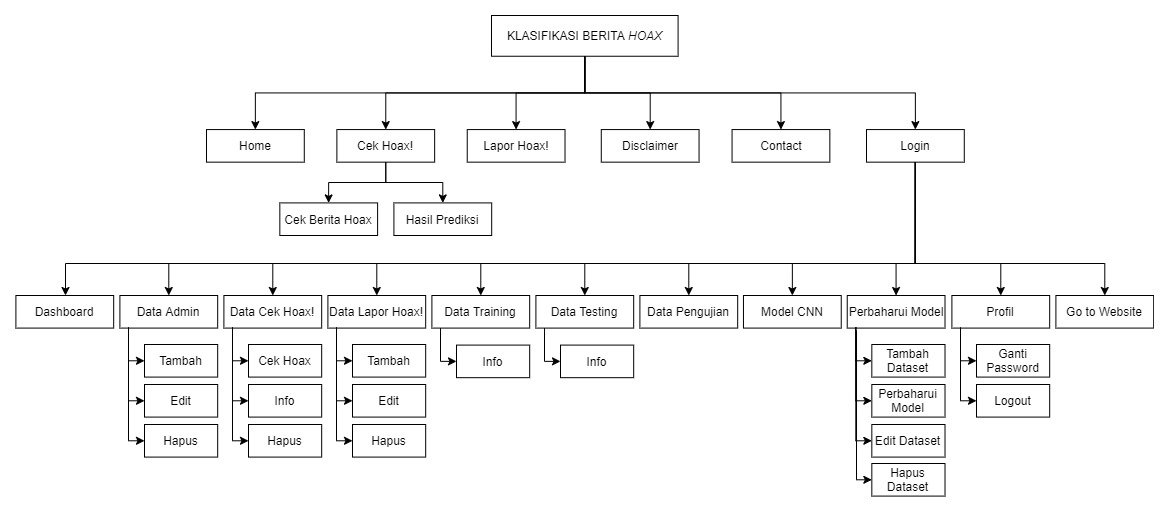 KLASIFIKASI BERITA HOAX
Home
Cek Hoax!
Lapor Hoax!
Disclaimer
Contact
Login
Cek Berita Hoax
Hasil Prediksi
Dashboard
Data Admin
Data Cek Hoax!
Data Lapor Hoax!
Data Training
Data Testing
Data Pengujian
Model CNN
Perbaharui Model
Profil
Go to Website
Tambah
Edit
Hapus
Cek Hoax
Info
Hapus
Tambah
Edit
Hapus
Info
Info
Tambah
Dataset
Perbaharui
Model
Edit Dataset
Hapus
Dataset
Ganti
Password
Logout